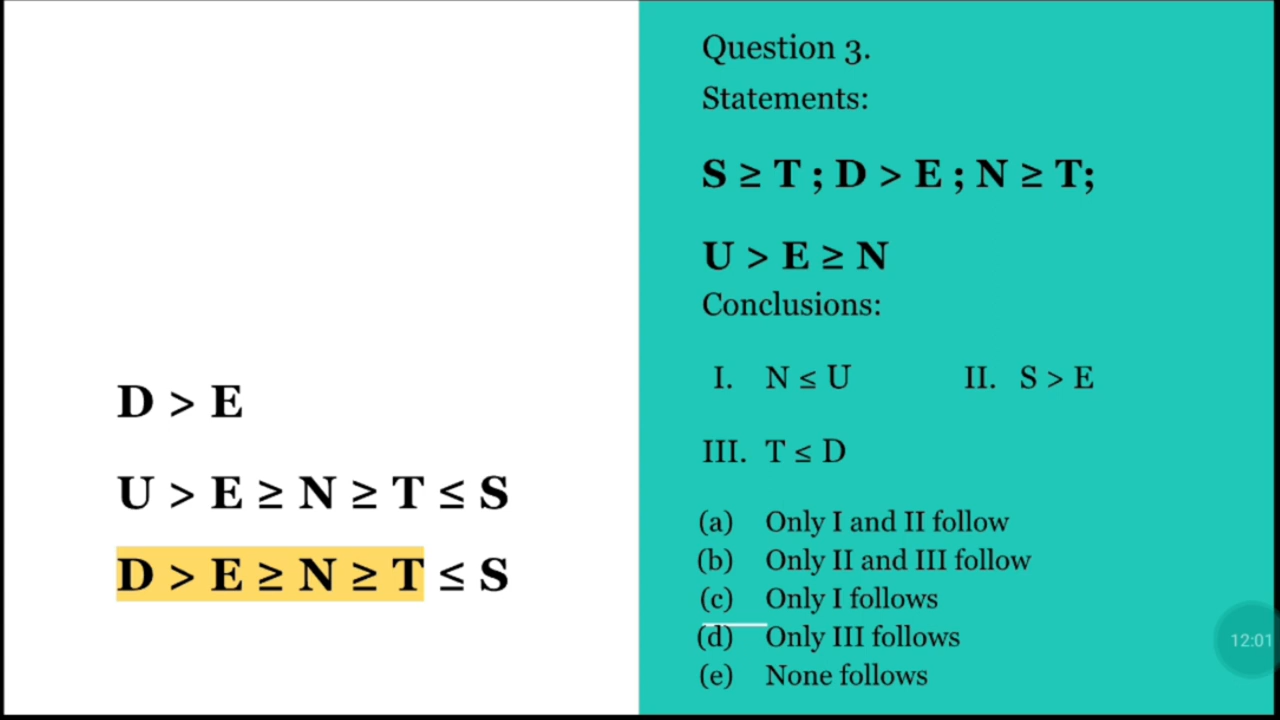 D > E
U > E ≥ N ≥ T ≤ S
D > E ≥ N ≥ T ≤ S
Question 3.
Statements:
S ≥ T ; D > E ; N ≥ T;
U > E ≥ N
Conclusions:
I. N ≤ U II. S > E
III. T ≤ D
(a) Only I and II follow
(b) Only II and III follow
(c) Only I follows
(d) Only III follows
(e) None follows
12:01